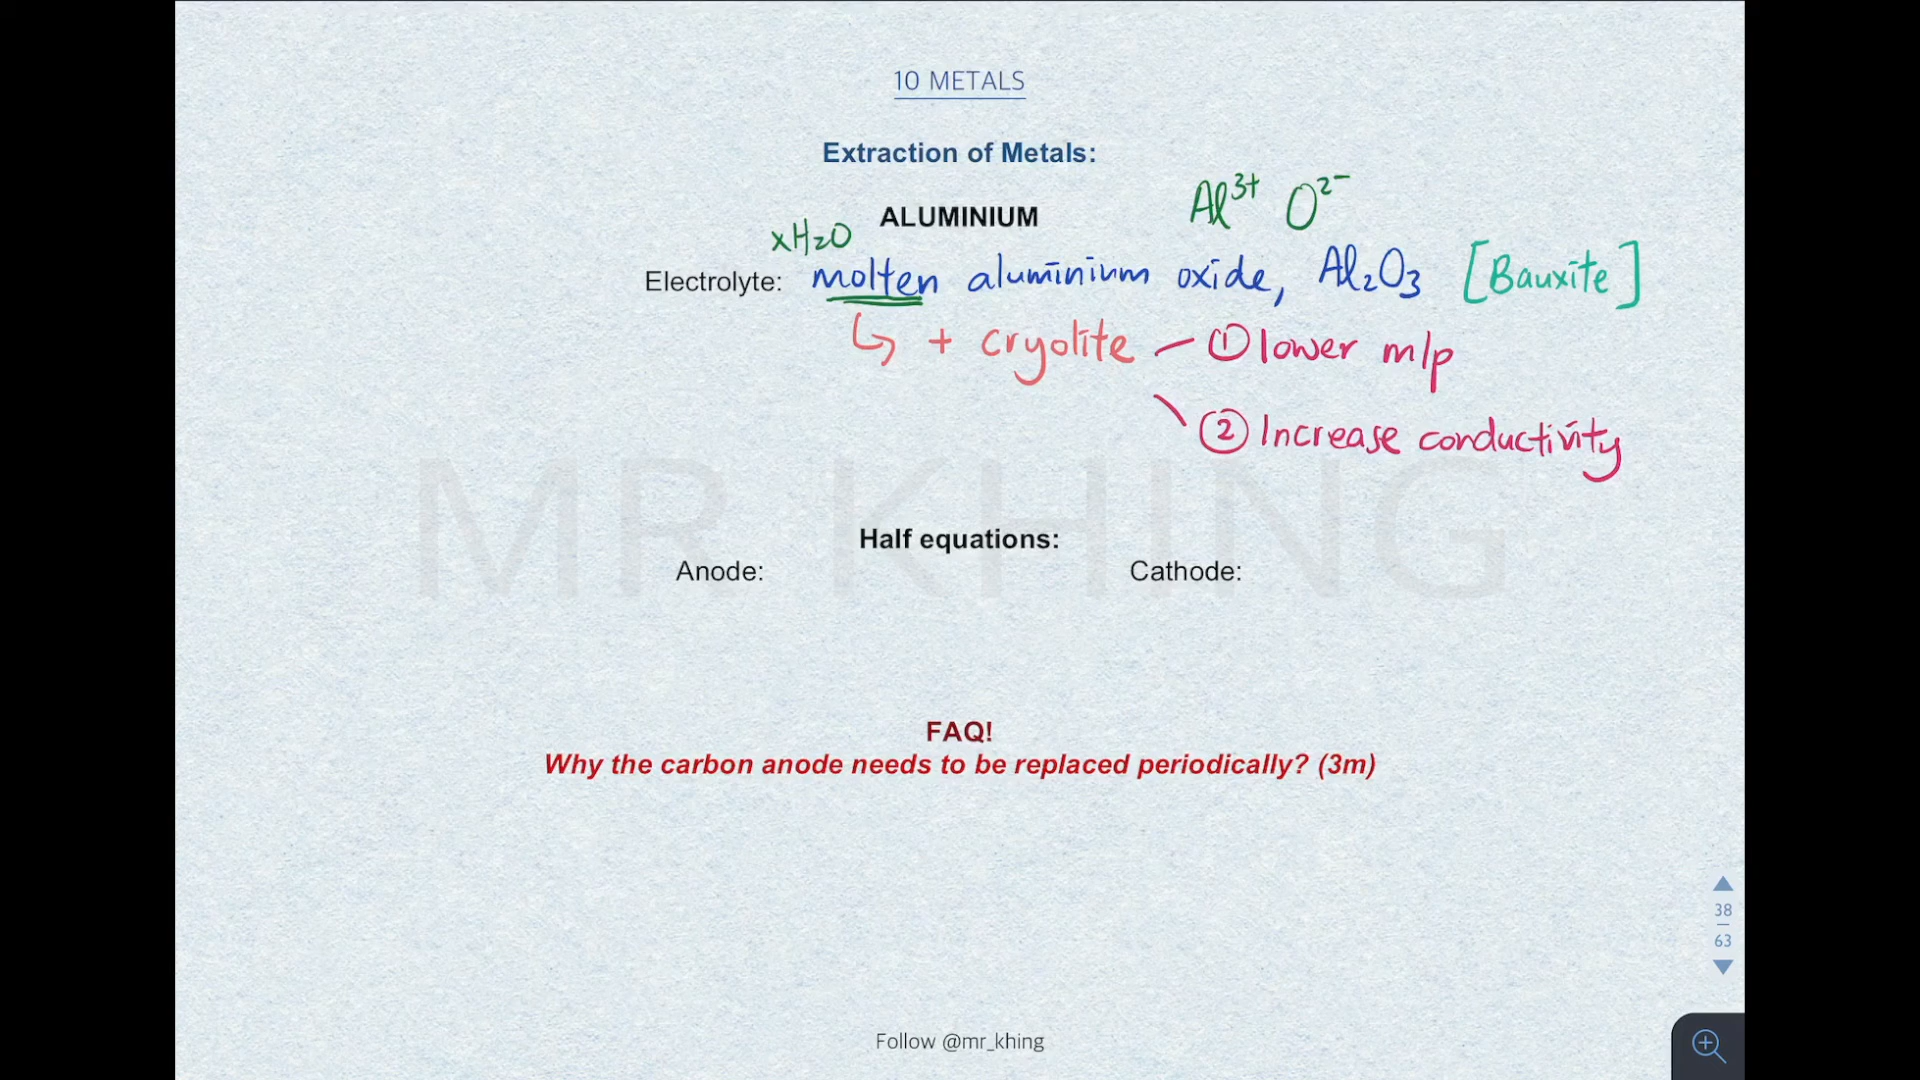 10 METALS
Extraction of Metals:
Al³⁺ O²⁻
ALUMINIUM
xH₂O
Electrolyte: molten aluminium oxide, Al₂O₃ [Bauxite]
↳ + cryolite – ① lower m/p
\ ② Increase conductivity
MR KHING
Half equations:
Anode: Cathode:
FAQ!
Why the carbon anode needs to be replaced periodically? (3m)
38
63
Follow @mr_khing